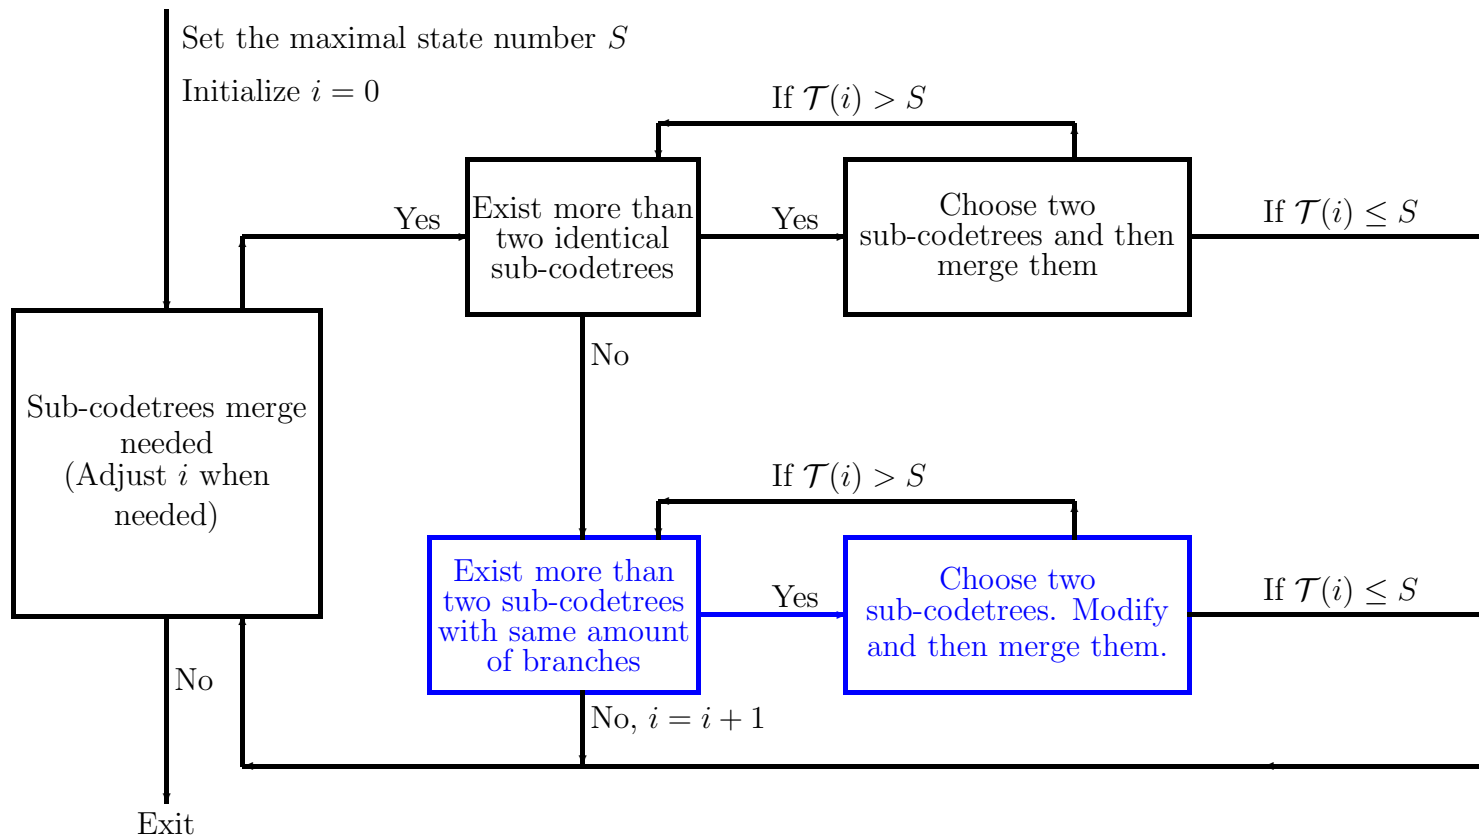 Set the maximal state number S
Initialize i = 0
If 𝒯(i) > S
Yes
Exist more than
two identical
sub-codetrees
Yes
Choose two
sub-codetrees and then
merge them
If 𝒯(i) ≤ S
No
Sub-codetrees merge
needed
(Adjust i when
needed)
If 𝒯(i) > S
Exist more than
two sub-codetrees
with same amount
of branches
Yes
Choose two
sub-codetrees. Modify
and then merge them.
If 𝒯(i) ≤ S
No
No, i = i + 1
Exit